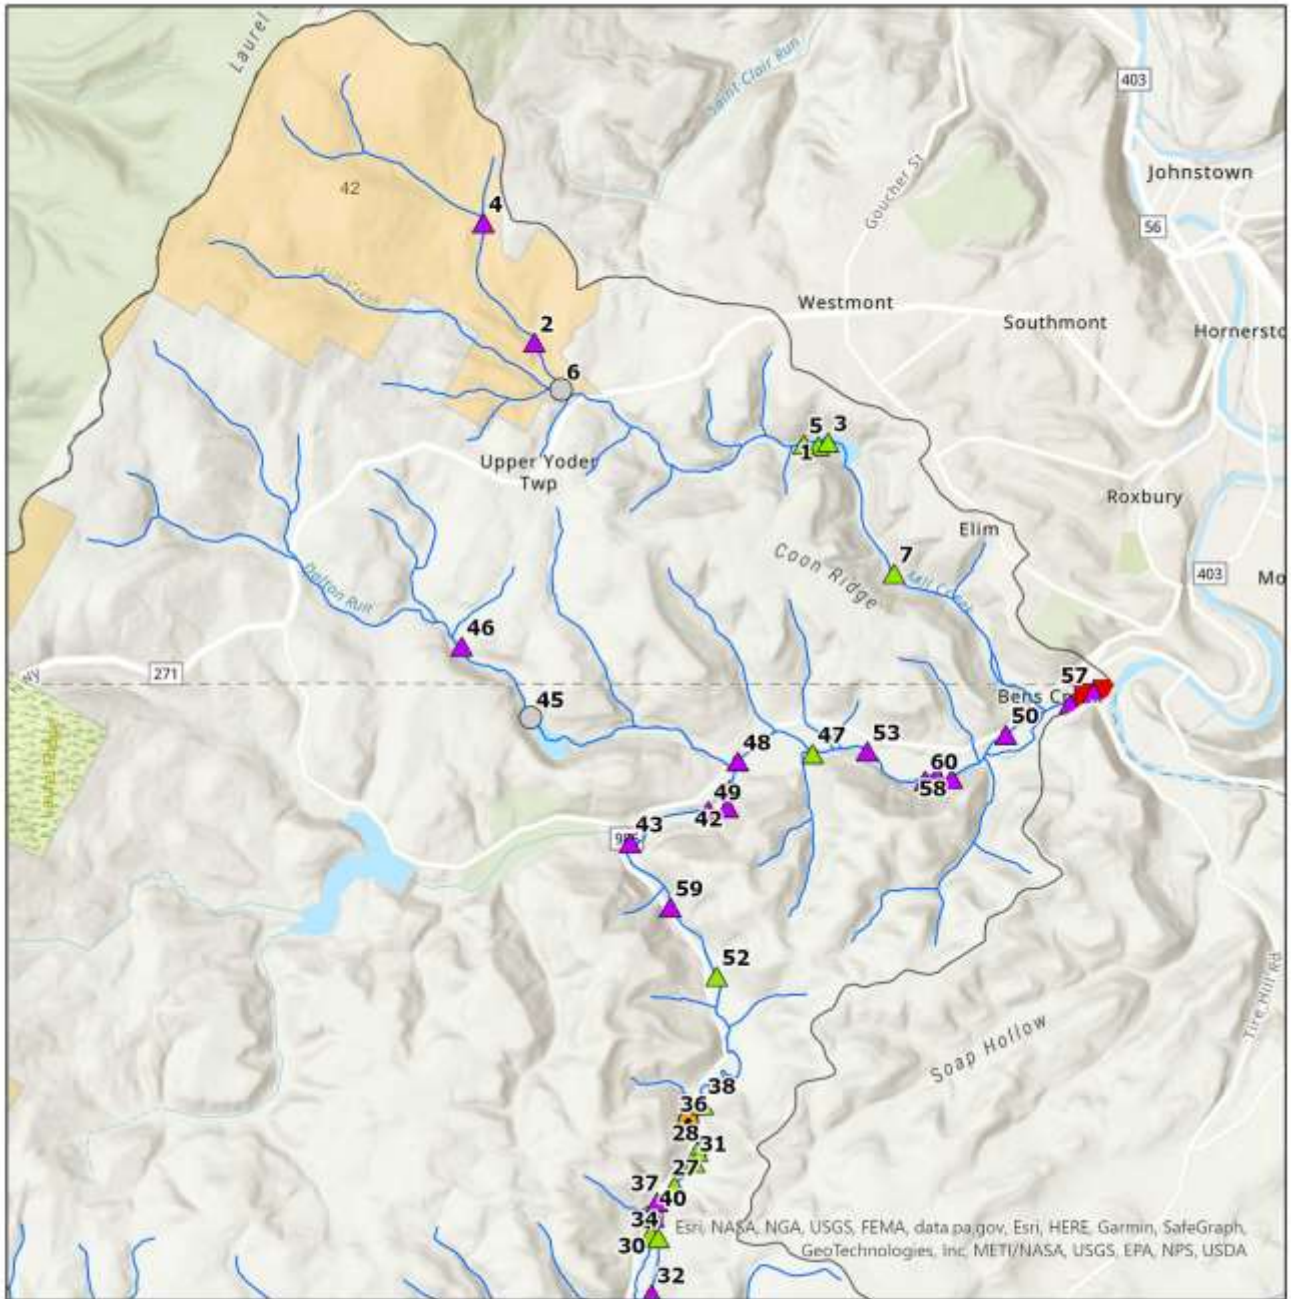 Laurel
Saint Clair Run
403
Johnstown
42
Goucher St
4
56
Westmont
Southmont
Hornersto
2
6
5
3
1
Upper Yoder
Twp
Roxbury
Elim
Coon Ridge
403
Mo
7
Dalton Run
46
271
57
Bens Cr
45
50
53
47
48
60
58
49
42
43
59
52
Tire Hill Rd
Soap Hollow
38
36
28
31
27
37
40
34
30
Esri, NASA, NGA, USGS, FEMA, data.pa.gov, Esri, HERE, Garmin, SafeGraph,
GeoTechnologies, Inc, METI/NASA, USGS, EPA, NPS, USDA
32